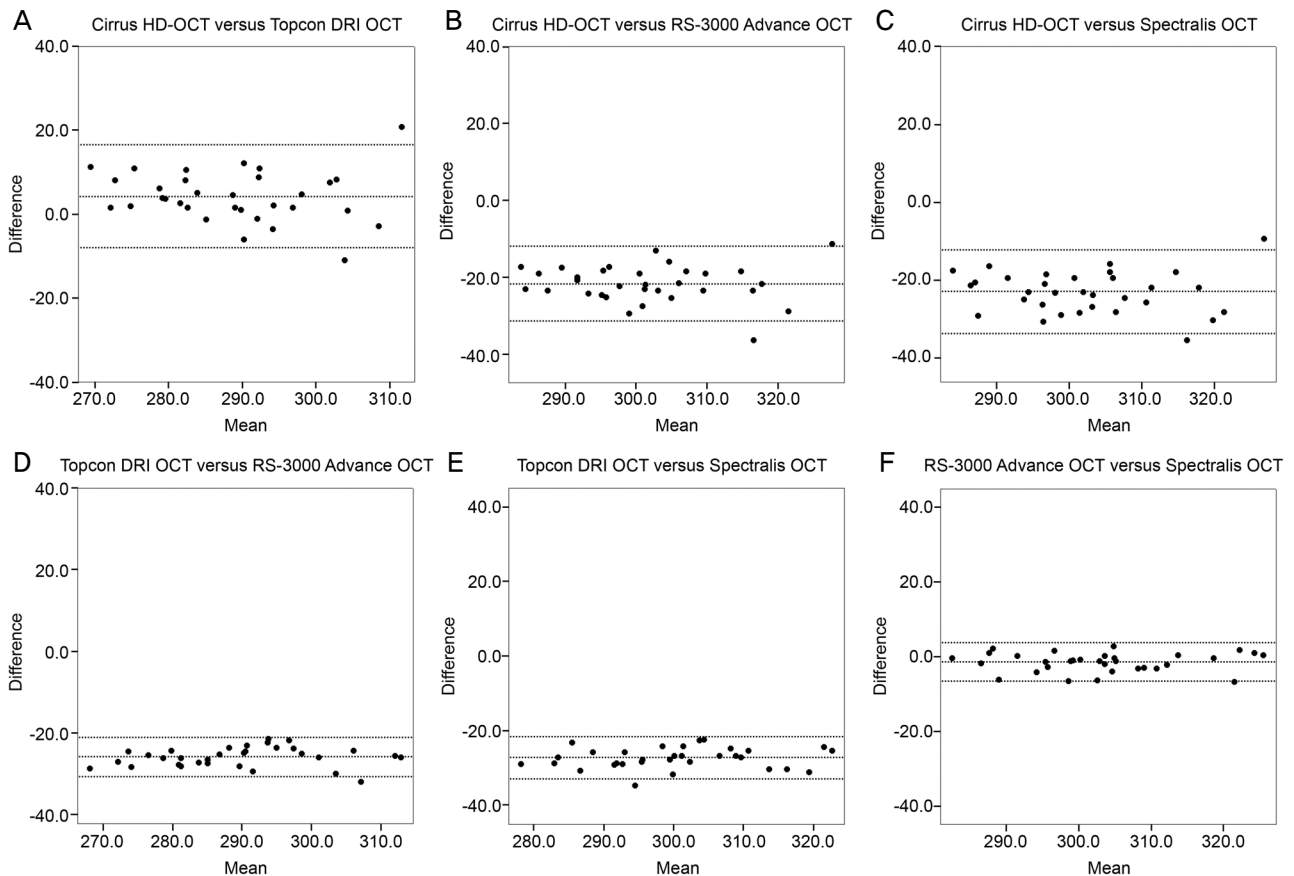 A Cirrus HD-OCT versus Topcon DRI OCT
40.0
20.0
0.0
-20.0
-40.0
Difference
270.0 280.0 290.0 300.0 310.0
Mean
B Cirrus HD-OCT versus RS-3000 Advance OCT
40.0
20.0
0.0
-20.0
-40.0
Difference
290.0 300.0 310.0 320.0
Mean
C Cirrus HD-OCT versus Spectralis OCT
40.0
20.0
0.0
-20.0
-40.0
Difference
290.0 300.0 310.0 320.0
Mean
D Topcon DRI OCT versus RS-3000 Advance OCT
40.0
20.0
0.0
-20.0
-40.0
Difference
270.0 280.0 290.0 300.0 310.0
Mean
E Topcon DRI OCT versus Spectralis OCT
40.0
20.0
0.0
-20.0
-40.0
Difference
280.0 290.0 300.0 310.0 320.0
Mean
F RS-3000 Advance OCT versus Spectralis OCT
40.0
20.0
0.0
-20.0
-40.0
Difference
290.0 300.0 310.0 320.0
Mean